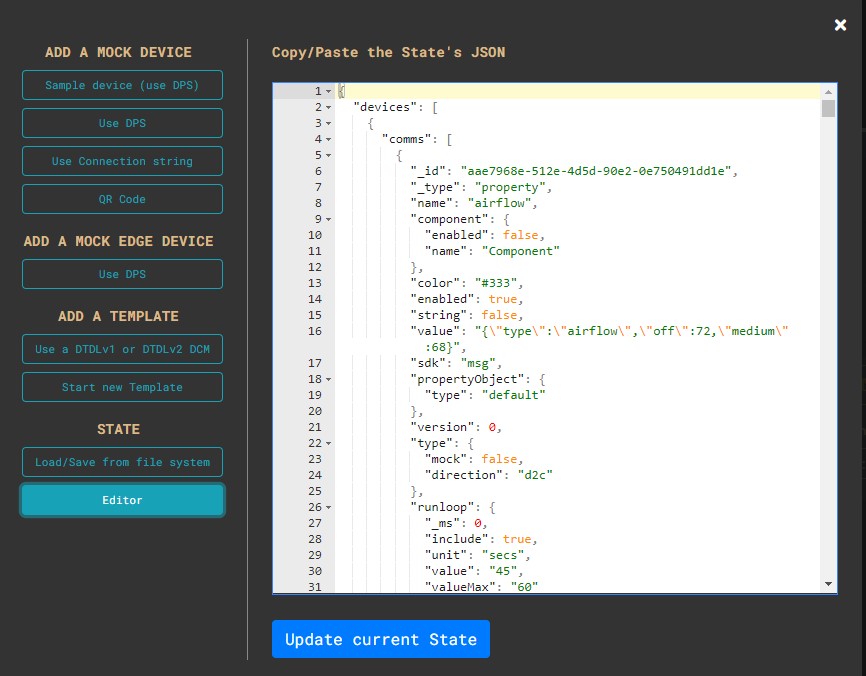 ×
ADD A MOCK DEVICE
Sample device (use DPS)
Use DPS
Use Connection string
QR Code
ADD A MOCK EDGE DEVICE
Use DPS
ADD A TEMPLATE
Use a DTDLv1 or DTDLv2 DCM
Start new Template
STATE
Load/Save from file system
Editor
Copy/Paste the State's JSON
1 {
2 "devices": [
3 {
4 "comms": [
5 {
6 "_id": "aae7968e-512e-4d5d-90e2-0e750491dd1e",
7 "_type": "property",
8 "name": "airflow",
9 "component": {
10 "enabled": false,
11 "name": "Component"
12 },
13 "color": "#333",
14 "enabled": true,
15 "string": false,
16 "value": "{\"type\":\"airflow\",\"off\":72,\"medium\"
:68}",
17 "sdk": "msg",
18 "propertyObject": {
19 "type": "default"
20 },
21 "version": 0,
22 "type": {
23 "mock": false,
24 "direction": "d2c"
25 },
26 "runloop": {
27 "_ms": 0,
28 "include": true,
29 "unit": "secs",
30 "value": "45",
31 "valueMax": "60"
Update current State